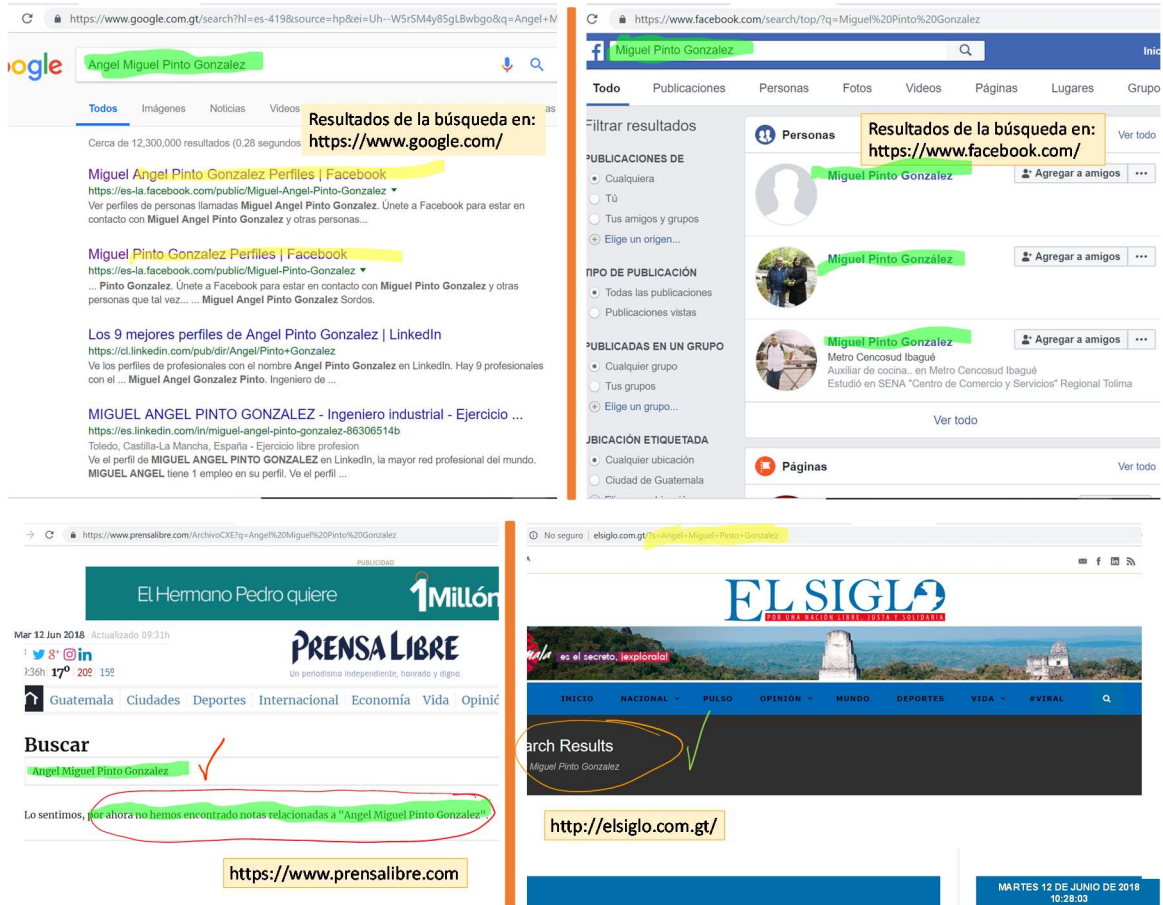 https://www.google.com.gt/search?hl=es-419&source=hp&ei=Uh--W5rSM4y85gLBwbgo&q=Angel+M
Angel Miguel Pinto Gonzalez
Todos Imágenes Noticias Videos
Resultados de la búsqueda en:
https://www.google.com/
Cerca de 12,300,000 resultados (0.28 segundos
Miguel Angel Pinto Gonzalez Perfiles | Facebook
https://es-la.facebook.com/public/Miguel-Angel-Pinto-Gonzalez
Ver perfiles de personas llamadas Miguel Angel Pinto Gonzalez. Únete a Facebook para estar en
contacto con Miguel Angel Pinto Gonzalez y otras personas...
Miguel Pinto Gonzalez Perfiles | Facebook
https://es-la.facebook.com/public/Miguel-Pinto-Gonzalez
... Pinto Gonzalez. Únete a Facebook para estar en contacto con Miguel Pinto Gonzalez y otras
personas que tal vez... ... Miguel Angel Pinto Gonzalez Sordos.
Los 9 mejores perfiles de Angel Pinto Gonzalez | LinkedIn
https://cl.linkedin.com/pub/dir/Angel/Pinto+Gonzalez
Ve los perfiles de profesionales con el nombre Angel Pinto Gonzalez en LinkedIn. Hay 9 profesionales
con el ... Miguel Angel Gonzalez Pinto. Ingeniero de ...
MIGUEL ANGEL PINTO GONZALEZ - Ingeniero industrial - Ejercicio ...
https://es.linkedin.com/in/miguel-angel-pinto-gonzalez-86306514b
Toledo, Castilla-La Mancha, España - Ejercicio libre profesion
Ve el perfil de MIGUEL ANGEL PINTO GONZALEZ en LinkedIn, la mayor red profesional del mundo.
MIGUEL ANGEL tiene 1 empleo en su perfil. Ve el perfil ...
https://www.facebook.com/search/top/?q=Miguel%20Pinto%20Gonzalez
Miguel Pinto Gonzalez
Inic
Todo Publicaciones Personas Fotos Videos Páginas Lugares Grupo
Filtrar resultados
PUBLICACIONES DE
Cualquiera
Tú
Tus amigos y grupos
Elige un origen...
TIPO DE PUBLICACIÓN
Todas las publicaciones
Publicaciones vistas
PUBLICADAS EN UN GRUPO
Cualquier grupo
Tus grupos
Elige un grupo...
UBICACIÓN ETIQUETADA
Cualquier ubicación
Ciudad de Guatemala
Personas
Resultados de la búsqueda en:
https://www.facebook.com/
Ver todo
Miguel Pinto Gonzalez
Agregar a amigos
Miguel Pinto González
Agregar a amigos
Miguel Pinto Gonzalez
Agregar a amigos
Metro Cencosud Ibagué
Auxiliar de cocina.. en Metro Cencosud Ibagué
Estudió en SENA "Centro de Comercio y Servicios" Regional Tolima
Ver todo
Páginas
Ver todo
https://www.prensalibre.com/ArchivoCXE?q=Angel%20Miguel%20Pinto%20Gonzalez
PUBLICIDAD
El Hermano Pedro quiere
1Millón
Mar 12 Jun 2018 Actualizado 09:31h
9:36h 17º 20º 15º
PRENSA LIBRE
Un periodismo independiente, honrado y digno
Guatemala Ciudades Deportes Internacional Economía Vida Opinió
Buscar
Angel Miguel Pinto Gonzalez
Lo sentimos, por ahora no hemos encontrado notas relacionadas a "Angel Miguel Pinto Gonzalez".
https://www.prensalibre.com
No seguro | elsiglo.com.gt/?s=Angel+Miguel+Pinto+Gonzalez
EL SIGLO
POR UNA NACIÓN LIBRE, JUSTA Y SOLIDARIA
es el secreto, ¡explórala!
INICIO NACIONAL PULSO OPINIÓN MUNDO DEPORTES VIDA #VIRAL
arch Results
Miguel Pinto Gonzalez
http://elsiglo.com.gt/
MARTES 12 DE JUNIO DE 2018
10:28:03